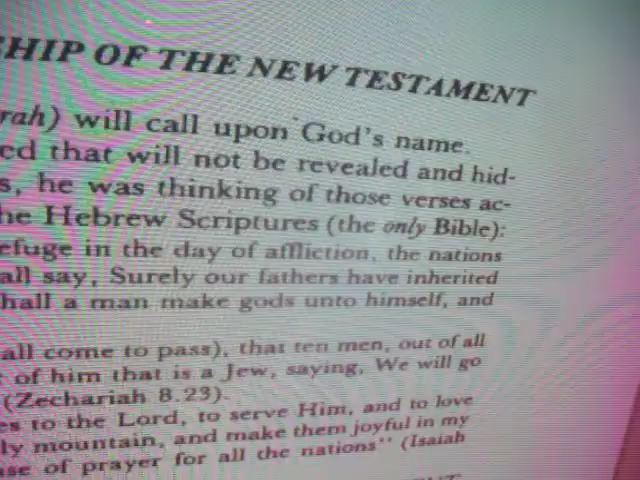 SHIP OF THE NEW TESTAMENT
rah) will call upon God's name.
ed that will not be revealed and hid-
s, he was thinking of those verses ac-
he Hebrew Scriptures (the only Bible):
efuge in the day of affliction, the nations
all say, Surely our fathers have inherited
hall a man make gods unto himself, and
all come to pass), that ten men, out of all
of him that is a Jew, saying, We will go
(Zechariah 8.23).
es to the Lord, to serve Him, and to love
ly mountain, and make them joyful in my
use of prayer for all the nations" (Isaiah